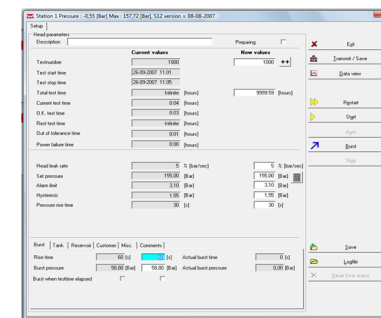 Station 1 Pressure : -0,55 [Bar] Max : 157,72 [Bar], S12 version = 08-08-2007
Setup
Head parameters
Description
Preparing
Current values New values
Testnumber 1000 1000 ++
Test start time 26-09-2007 11:01
Test stop time 26-09-2007 11:05
Total test time Infinite [hours] 9999:59 [hours]
Current test time 0:04 [hours]
O.K. test time 0:03 [hours]
Rest test time Infinite [hours]
Out of tolerance time 0:01 [hours]
Power failure time 0:00 [hours]
Head leak rate 5 % [bar/sec] 5 % [bar/sec]
Set pressure 155,00 [Bar] 155,00 [Bar]
Alarm limit 3,10 [Bar] 3,10 [Bar]
Hysteresis 1,55 [Bar] 1,55 [Bar]
Pressure rise time 30 [s] 30 [s]
Burst Tank Reservoir Customer Misc. Comments
Rise time 60 [s] [s] Actual burst time 0 [s]
Burst pressure 58,80 [Bar] 58,80 [Bar] Actual burst pressure 0,00 [Bar]
Burst when testtime elapsed
Exit
Transmit / Save
Data view
Restart
Start
Burst
Stop
Save
Logfile
Reset Error status